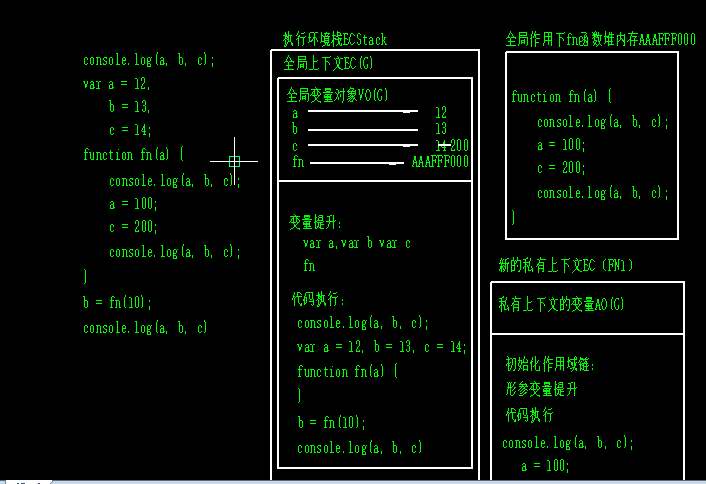 console.log(a, b, c);
var a = 12,
b = 13,
c = 14;
function fn(a) {
console.log(a, b, c);
a = 100;
c = 200;
console.log(a, b, c);
}
b = fn(10);
console.log(a, b, c)
执行环境栈ECStack
全局上下文EC(G)
全局变量对象VO(G)
a 12
b 13
c 14 200
fn AAAFFF000
变量提升:
var a,var b var c
fn
代码执行:
console.log(a, b, c);
var a = 12, b = 13, c = 14;
function fn(a) {
}
b = fn(10);
console.log(a, b, c)
全局作用下fn函数堆内存AAAFFF000
function fn(a) {
console.log(a, b, c);
a = 100;
c = 200;
console.log(a, b, c);
}
新的私有上下文EC（FN1）
私有上下文的变量AO(G)
初始化作用域链:
形参变量提升
代码执行
console.log(a, b, c);
a = 100;